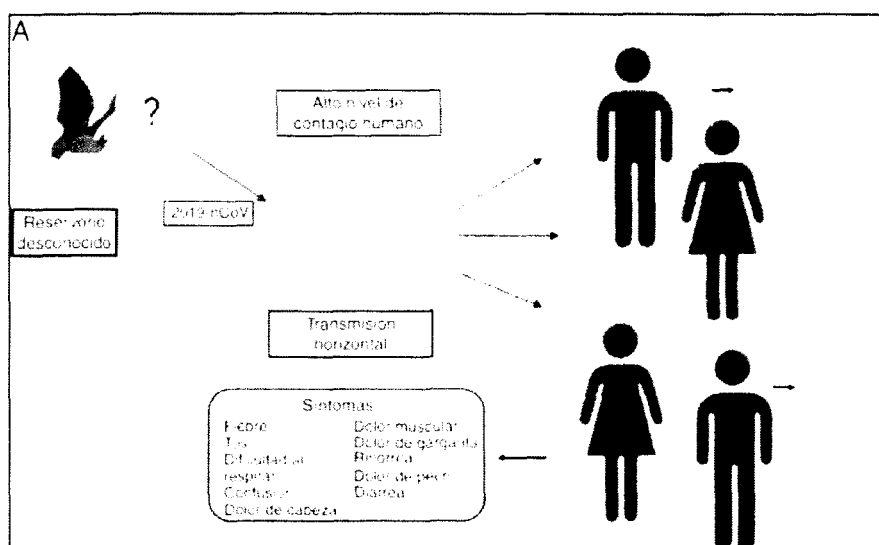 A
?
Alto nivel de
contagio humano
Reservorio
desconocido
2019-nCoV
Transmisión
horizontal
Síntomas
Fiebre
Tos
Dificultad al
respirar
Confusión
Dolor de cabeza
Dolor muscular
Dolor de garganta
Rinorrea
Dolor de pecho
Diarrea